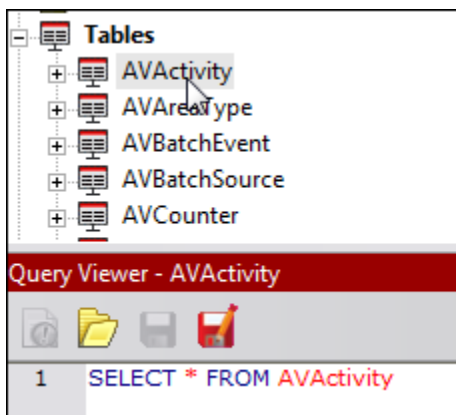 Tables
AVActivity
AVAreaType
AVBatchEvent
AVBatchSource
AVCounter
Query Viewer - AVActivity
1 SELECT * FROM AVActivity